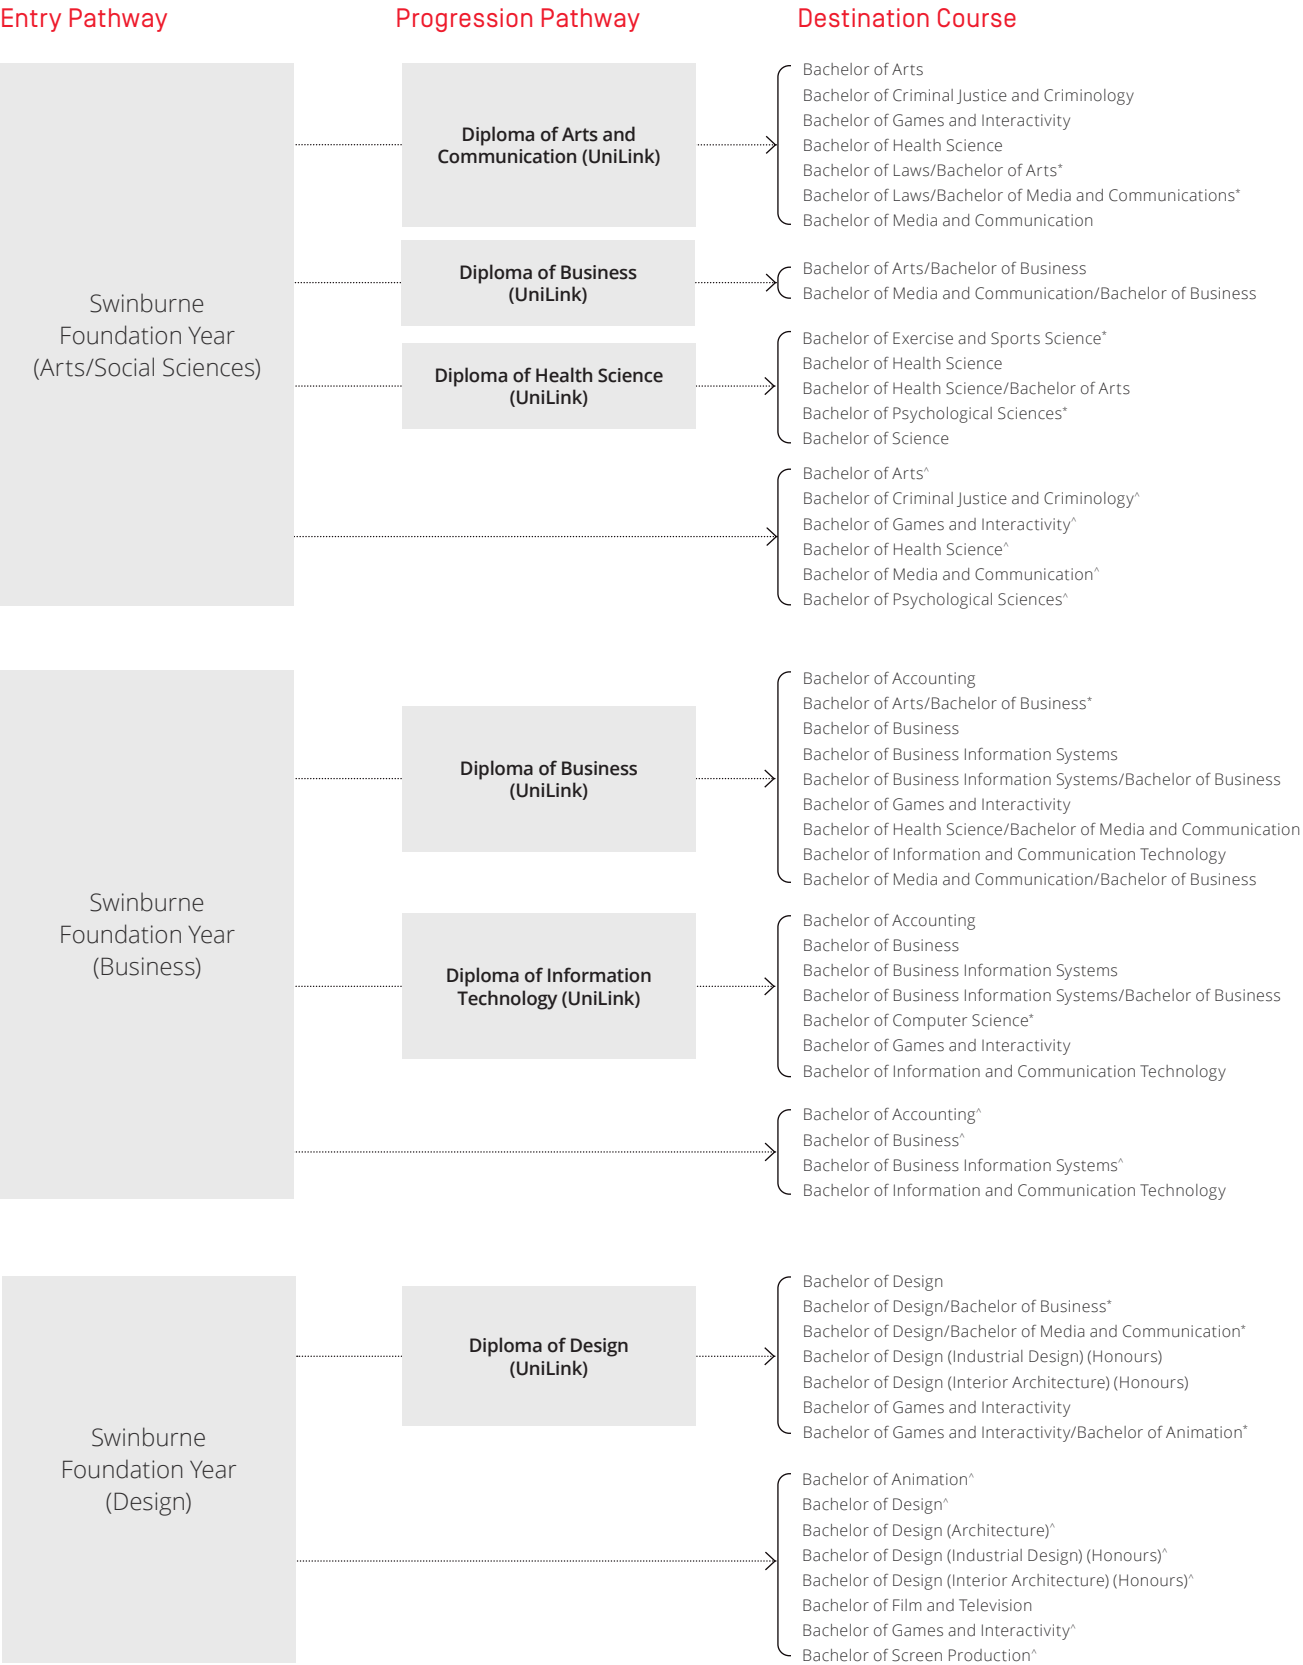 Entry Pathway
Progression Pathway
Destination Course
Swinburne
Foundation Year
(Arts/Social Sciences)
Diploma of Arts and
Communication (UniLink)
Bachelor of Arts
Bachelor of Criminal Justice and Criminology
Bachelor of Games and Interactivity
Bachelor of Health Science
Bachelor of Laws/Bachelor of Arts*
Bachelor of Laws/Bachelor of Media and Communications*
Bachelor of Media and Communication
Diploma of Business
(UniLink)
Bachelor of Arts/Bachelor of Business
Bachelor of Media and Communication/Bachelor of Business
Diploma of Health Science
(UniLink)
Bachelor of Exercise and Sports Science*
Bachelor of Health Science
Bachelor of Health Science/Bachelor of Arts
Bachelor of Psychological Sciences*
Bachelor of Science
Bachelor of Arts^
Bachelor of Criminal Justice and Criminology^
Bachelor of Games and Interactivity^
Bachelor of Health Science^
Bachelor of Media and Communication^
Bachelor of Psychological Sciences^
Swinburne
Foundation Year
(Business)
Diploma of Business
(UniLink)
Bachelor of Accounting
Bachelor of Arts/Bachelor of Business*
Bachelor of Business
Bachelor of Business Information Systems
Bachelor of Business Information Systems/Bachelor of Business
Bachelor of Games and Interactivity
Bachelor of Health Science/Bachelor of Media and Communication
Bachelor of Information and Communication Technology
Bachelor of Media and Communication/Bachelor of Business
Diploma of Information
Technology (UniLink)
Bachelor of Accounting
Bachelor of Business
Bachelor of Business Information Systems
Bachelor of Business Information Systems/Bachelor of Business
Bachelor of Computer Science*
Bachelor of Games and Interactivity
Bachelor of Information and Communication Technology
Bachelor of Accounting^
Bachelor of Business^
Bachelor of Business Information Systems^
Bachelor of Information and Communication Technology
Swinburne
Foundation Year
(Design)
Diploma of Design
(UniLink)
Bachelor of Design
Bachelor of Design/Bachelor of Business*
Bachelor of Design/Bachelor of Media and Communication*
Bachelor of Design (Industrial Design) (Honours)
Bachelor of Design (Interior Architecture) (Honours)
Bachelor of Games and Interactivity
Bachelor of Games and Interactivity/Bachelor of Animation*
Bachelor of Animation^
Bachelor of Design^
Bachelor of Design (Architecture)^
Bachelor of Design (Industrial Design) (Honours)^
Bachelor of Design (Interior Architecture) (Honours)^
Bachelor of Film and Television
Bachelor of Games and Interactivity^
Bachelor of Screen Production^